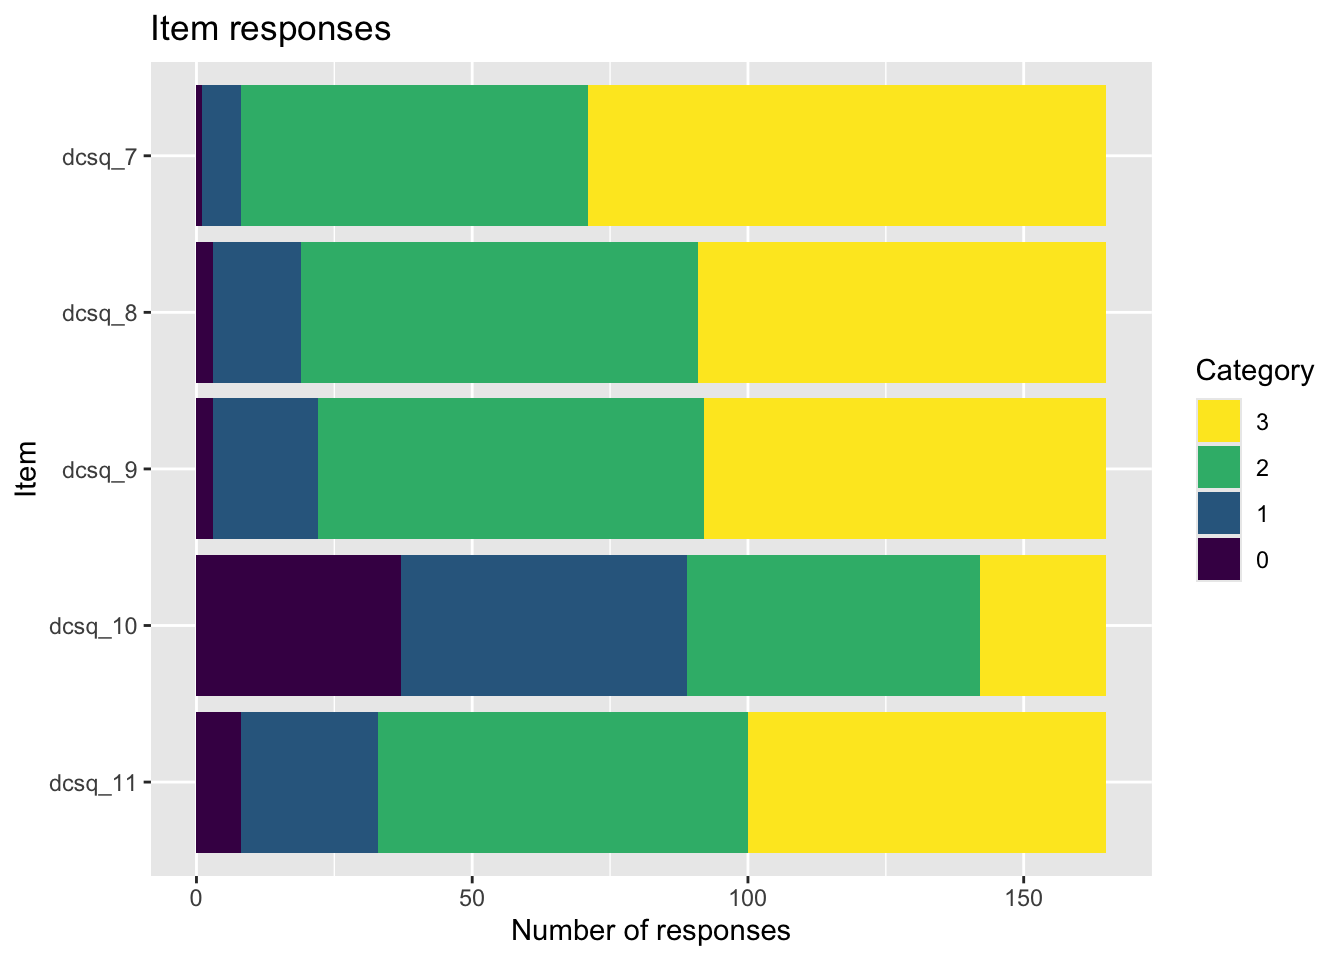 Item responses
dcsq_7
dcsq_8
dcsq_9
dcsq_10
dcsq_11
Item
0
50
100
150
Number of responses
Category
3
2
1
0